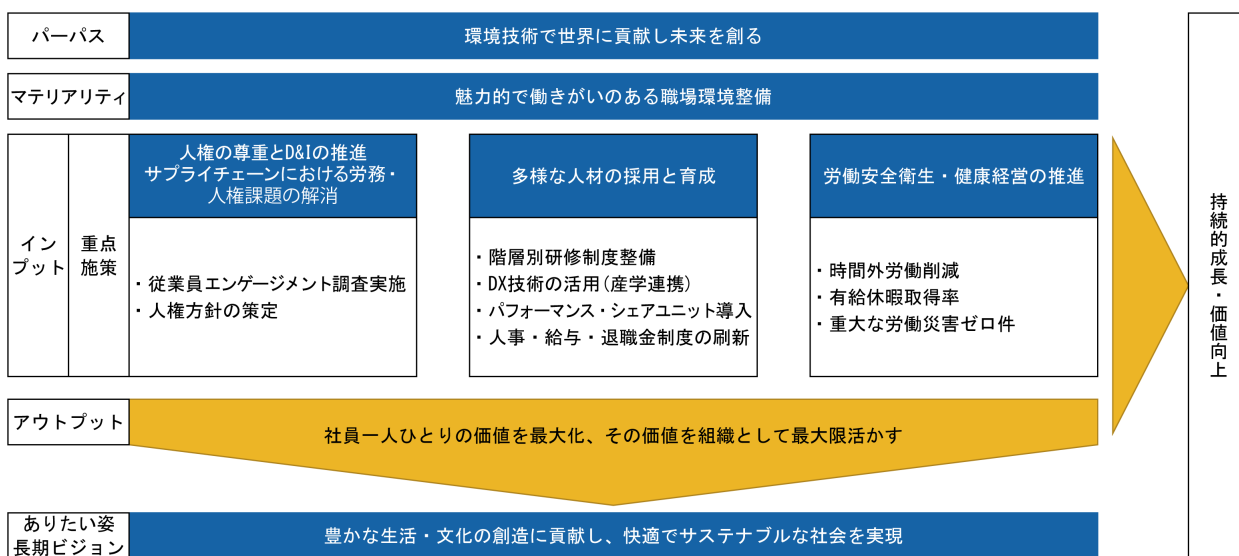 パーパス
環境技術で世界に貢献し未来を創る
マテリアリティ
魅力的で働きがいのある職場環境整備
イン
プット
重点
施策
人権の尊重とD&Iの推進
サプライチェーンにおける労務・
人権課題の解消
・従業員エンゲージメント調査実施
・人権方針の策定
多様な人材の採用と育成
・階層別研修制度整備
・DX技術の活用(産学連携)
・パフォーマンス・シェアユニット導入
・人事・給与・退職金制度の刷新
労働安全衛生・健康経営の推進
・時間外労働削減
・有給休暇取得率
・重大な労働災害ゼロ件
アウトプット
社員一人ひとりの価値を最大化、その価値を組織として最大限活かす
ありたい姿
長期ビジョン
豊かな生活・文化の創造に貢献し、快適でサステナブルな社会を実現
持続的成長・価値向上